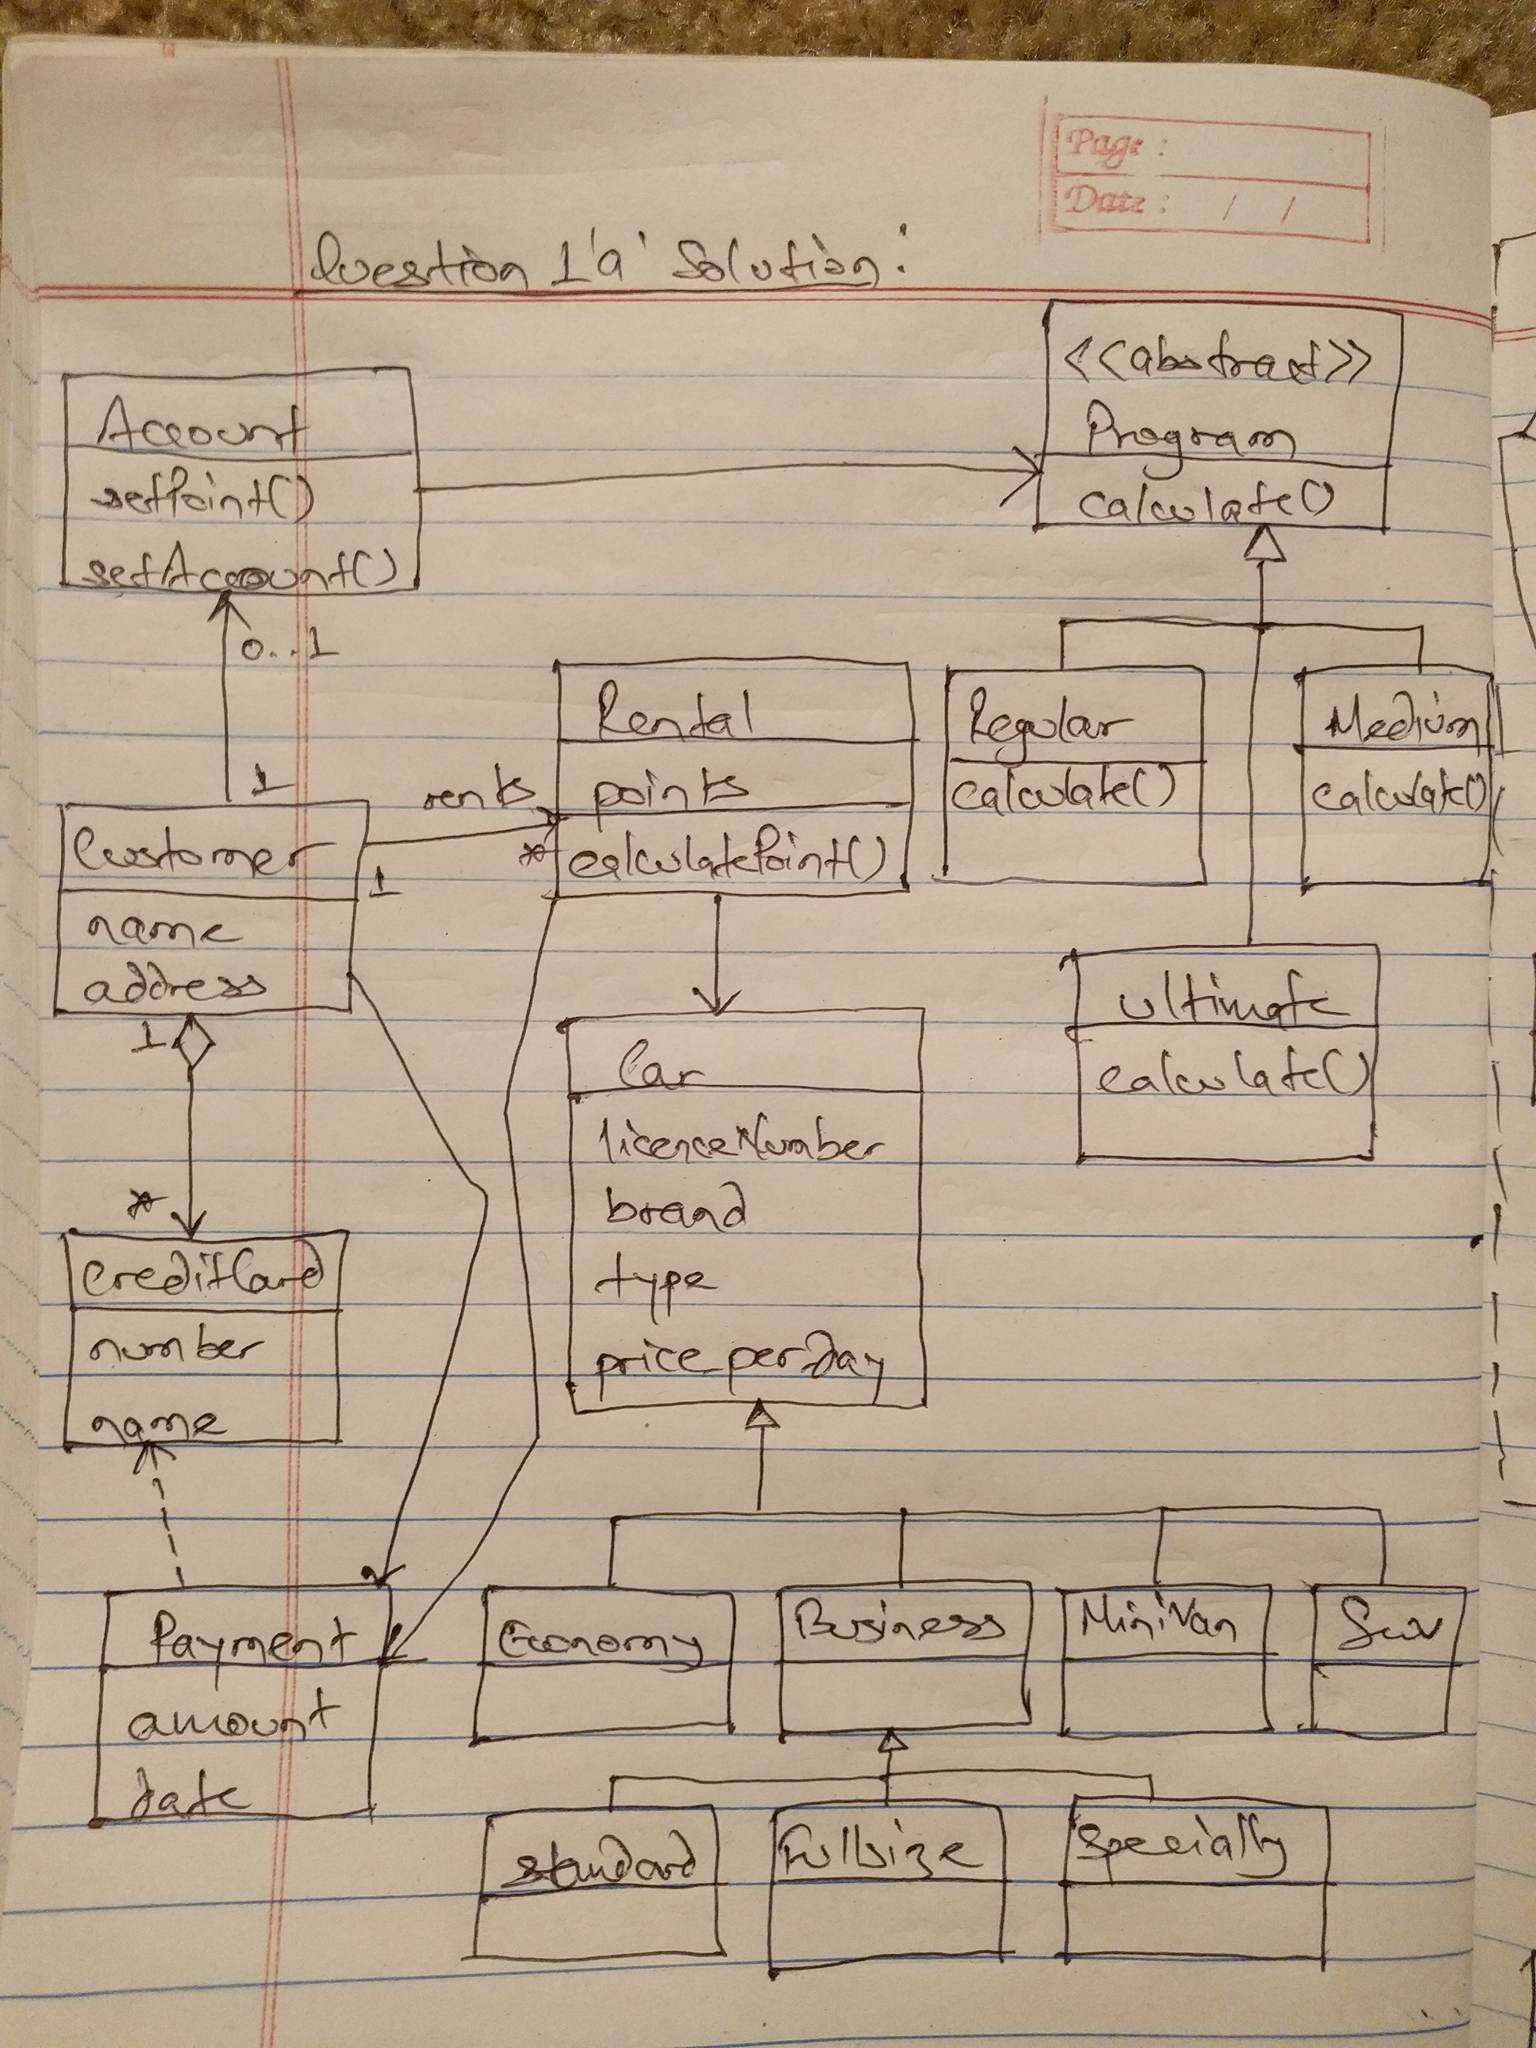 Page :
Date : / /
Question 1'a' Solution :
<<abstract>>
Program
calculate()
Account
setPoint()
setAccount()
0..1
1
Rental
points
calculatePoint()
Regular
calculate()
Medium
calculate()
rents
*
1
Customer
name
address
1
*
Ultimate
calculate()
Car
licenceNumber
brand
type
price_perday
CreditCard
number
name
Payment
amount
date
Economy
Business
MiniVan
Suv
standard
Fullsize
Specially